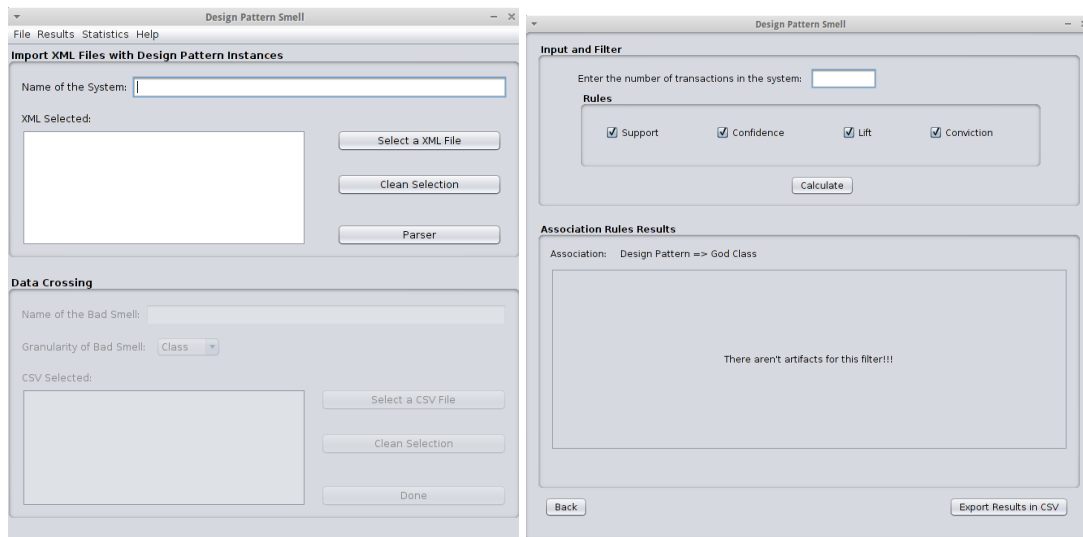 Design Pattern Smell
File Results Statistics Help
Import XML Files with Design Pattern Instances
Name of the System:
XML Selected:
Select a XML File
Clean Selection
Parser
Data Crossing
Name of the Bad Smell:
Granularity of Bad Smell: Class
CSV Selected:
Select a CSV File
Clean Selection
Done
Design Pattern Smell
Input and Filter
Enter the number of transactions in the system:
Rules
Support Confidence Lift Conviction
Calculate
Association Rules Results
Association: Design Pattern => God Class
There aren't artifacts for this filter!!!
Back Export Results in CSV